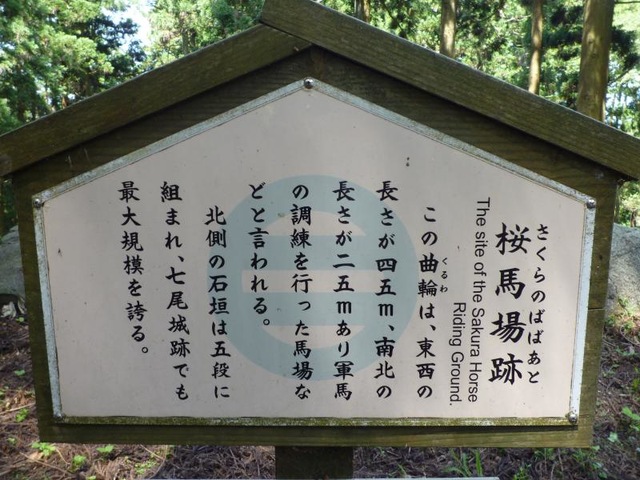 さくらのばばあと
桜馬場跡
The site of the Sakura Horse
Riding Ground.
くるわ
この曲輪は、東西の
長さが四五m、南北の
長さが二五mあり軍馬
の調練を行った馬場な
どと言われる。
北側の石垣は五段に
組まれ、七尾城跡でも
最大規模を誇る。